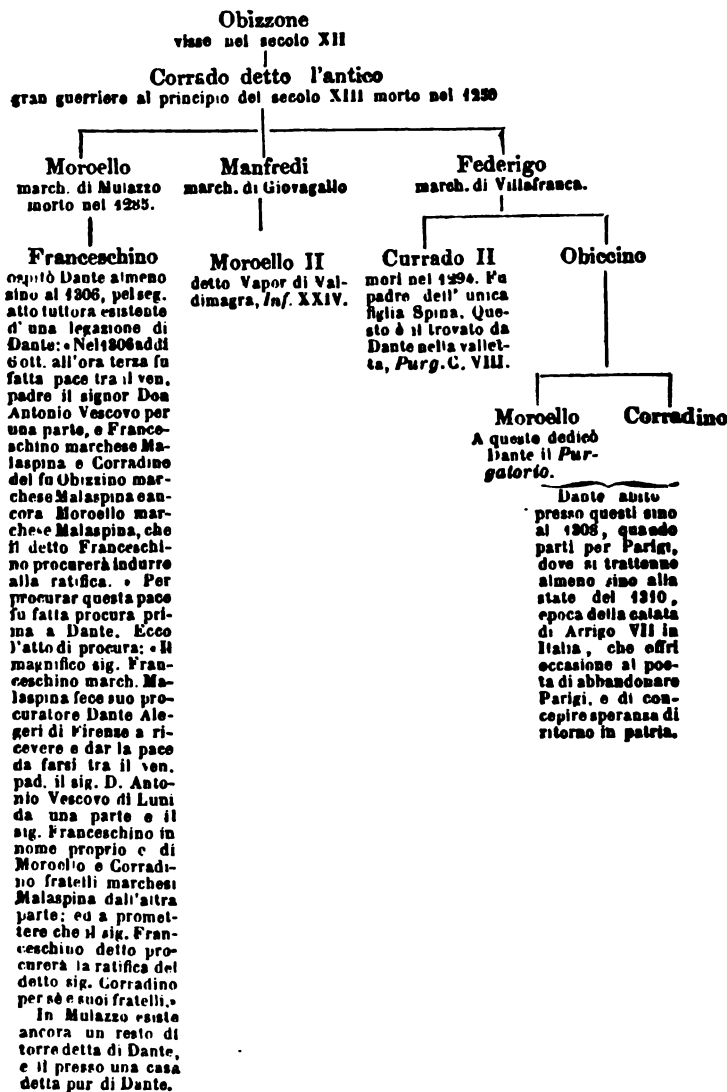 Obizzone
visse nel secolo XII
Corrado detto l'antico
gran guerriero al principio del secolo XIII morto nel 1250
Moroello
march. di Mulazzo
morto nel 1285.
Manfredi
march. di Giovagallo
Federigo
march. di Villafranca.
Franceschino
ospitò Dante almeno
sino al 1306, pel seg.
atto tuttora esistente
d'una legazione di
Dante: «Nel 1306 addì
6 ott. all'ora terza fu
fatta pace tra il ven.
padre il signor Don
Antonio Vescovo per
una parte, e France-
schino marchese Ma-
laspina e Corradino
del fu Obizzino mar-
chese Malaspina e an-
cora Moroello mar-
chese Malaspina, che
il detto Franceschi-
no procurerà indurre
alla ratifica. » Per
procurar questa pace
fu fatta procura pri-
ma a Dante. Ecco
l'atto di procura: «Il
magnifico sig. Fran-
ceschino march. Ma-
laspina fece suo pro-
curatore Dante Ale-
geri di Firenze a ri-
cevere e dar la pace
da farsi tra il ven.
pad. il sig. D. Anto-
nio Vescovo di Luni
da una parte e il
sig. Franceschino in
nome proprio e di
Moroello e Corradi-
no fratelli marchesi
Malaspina dall'altra
parte; ed a promet-
tere che il sig. Fran-
ceschino detto pro-
curerà la ratifica del
detto sig. Corradino
per sè e suoi fratelli.»
In Mulazzo esiste
ancora un resto di
torre detta di Dante,
e il presso una casa
detta pur di Dante.
Moroello II
detto Vapor di Val-
dimagra, Inf. XXIV.
Currado II
morì nel 1294. Fu
padre dell' unica
figlia Spina. Que-
sto è il trovato da
Dante nella vallet-
ta, Purg. C. VIII.
Obiccino
Moroello
A questo dedicò
Dante il Pur-
gatorio.
Corradino
Dante abitò
presso questi sino
al 1308, quando
partì per Parigi,
dove si trattenne
almeno sino alla
state del 1310,
epoca della calata
di Arrigo VII in
Italia, che offrì
occasione al poe-
ta di abbandonare
Parigi, e di con-
cepire speranza di
ritorno in patria.